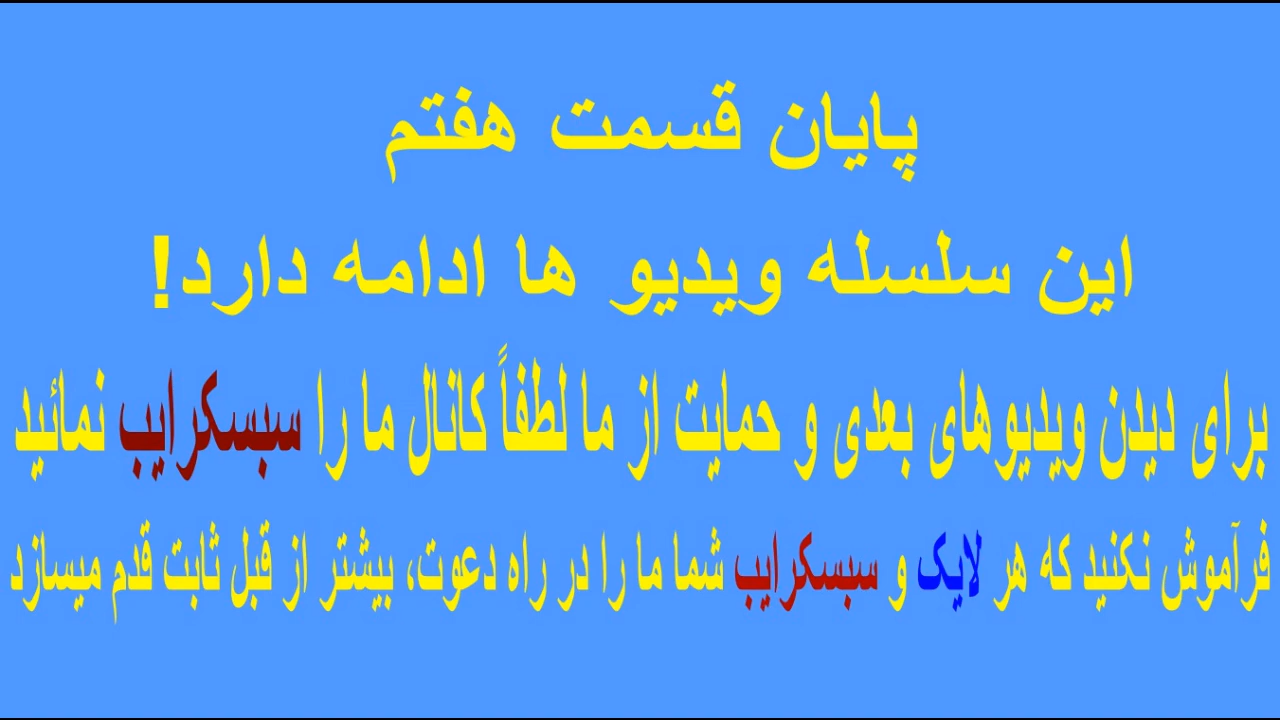 پایان قسمت هفتم
این سلسله ویدیو ها ادامه دارد!
برای دیدن ویدیوهای بعدی و حمایت از ما لطفاً کانال ما را سبسکرایب نمائید
فرآموش نکنید که هر لایک و سبسکرایب شما ما را در راه دعوت، بیشتر از قبل ثابت قدم میسازد